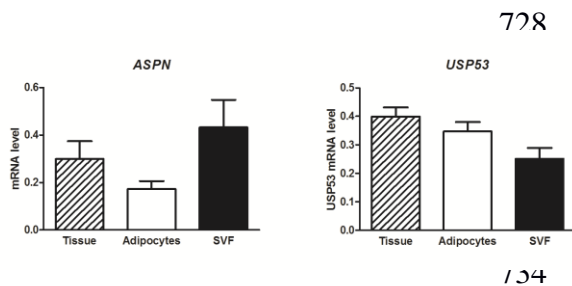 728
ASPN
USP53
mRNA level
0.6
0.4
0.2
0.0
Tissue Adipocytes SVF
USP53 mRNA level
0.5
0.4
0.3
0.2
0.1
0.0
Tissue Adipocytes SVF
734